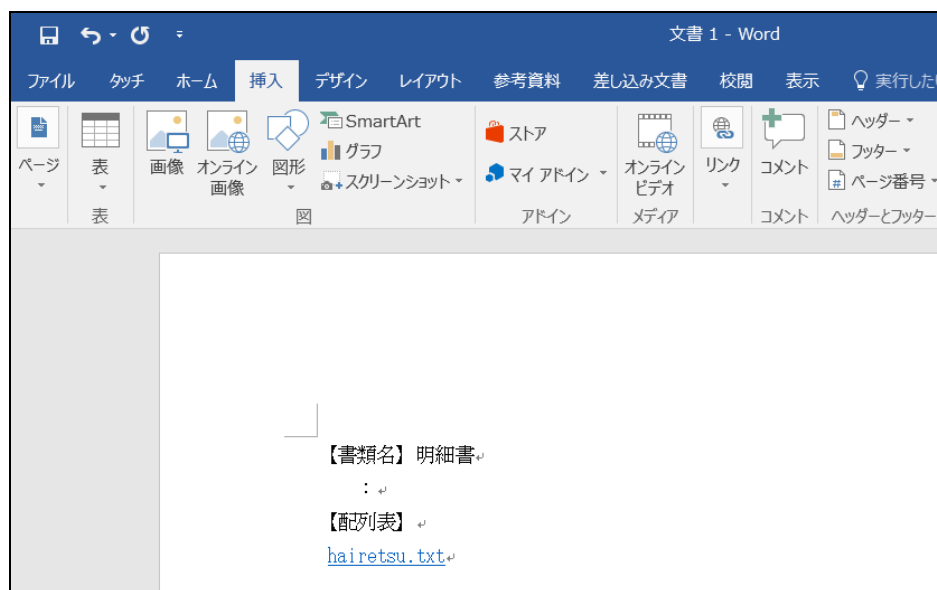 文書 1 - Word
ファイル タッチ ホーム 挿入 デザイン レイアウト 参考資料 差し込み文書 校閲 表示 実行した
ページ 表 画像 オンライン画像 図形 SmartArt グラフ スクリーンショット ストア マイ アドイン オンラインビデオ リンク コメント ヘッダー フッター ページ番号
表 図 アドイン メディア コメント ヘッダーとフッター
【書類名】明細書
:
【配列表】
hairetsu.txt